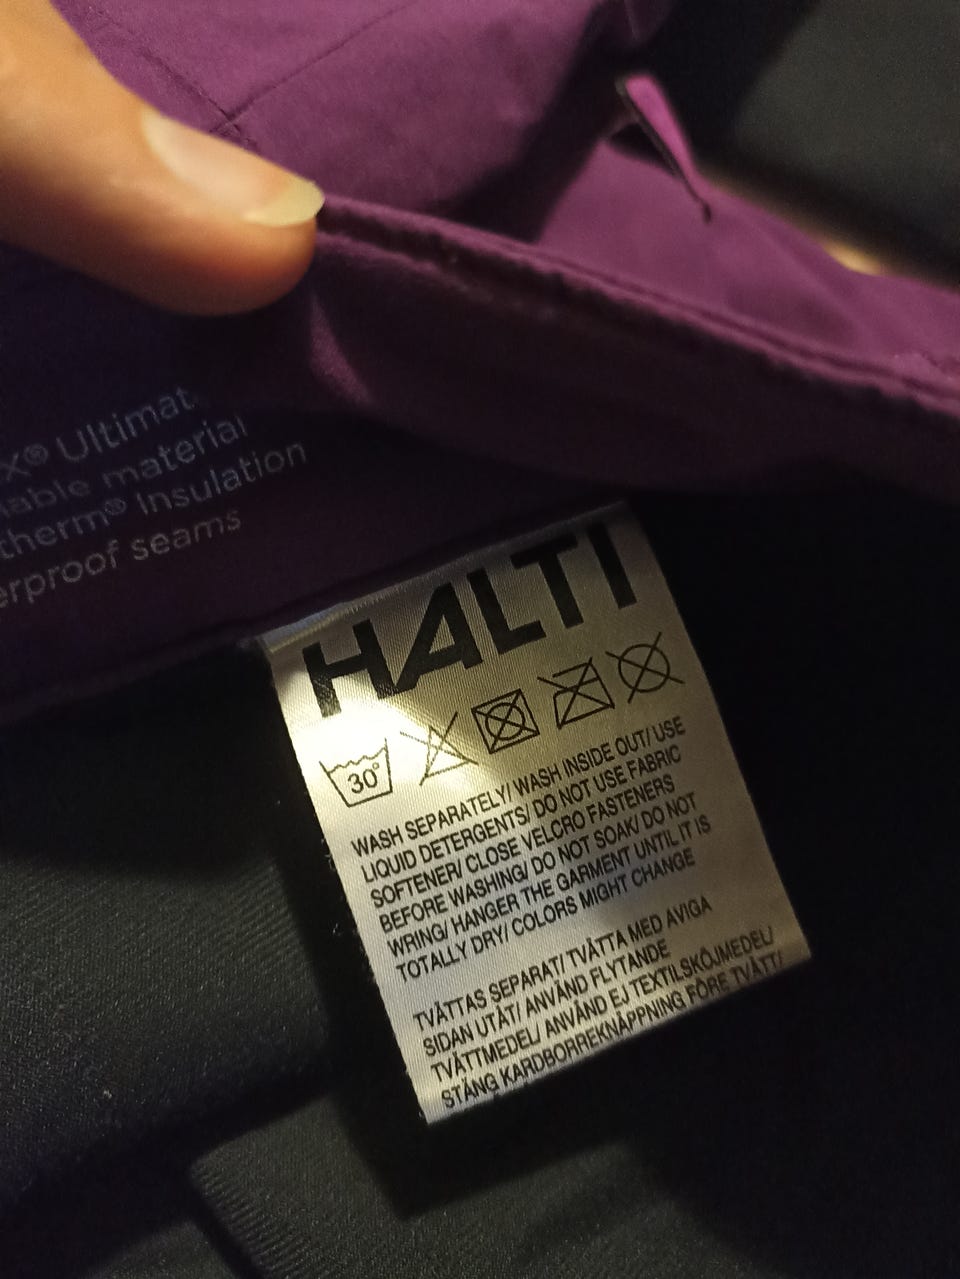 Ultimat
material
Insulation
seams
HALTI
30°
WASH SEPARATELY/ WASH INSIDE OUT/ USE
LIQUID DETERGENTS/ DO NOT USE FABRIC
SOFTENER/ CLOSE VELCRO FASTENERS
BEFORE WASHING/ DO NOT SOAK/ DO NOT
WRING/ HANGER THE GARMENT UNTIL IT IS
TOTALLY DRY/ COLORS MIGHT CHANGE
TVÄTTAS SEPARAT/ TVÄTTA MED AVIGA
SIDAN UTÅT/ ANVÄND FLYTANDE
TVÄTTMEDEL/ ANVÄND EJ TEXTILSKÖJMEDEL/
STÄNG KARDBORREKNÄPPNING FÖRE TVÄTT/